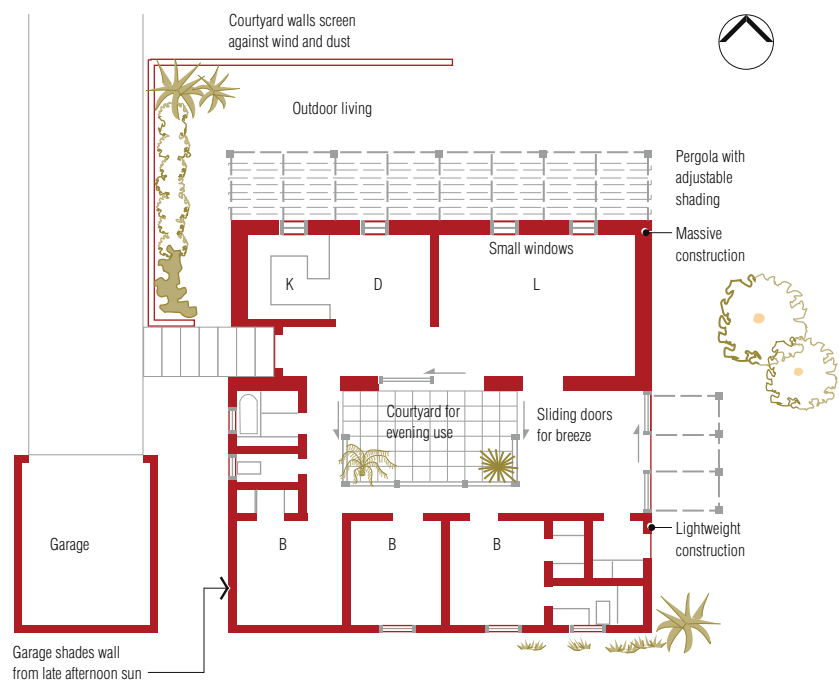 Courtyard walls screen
against wind and dust
Outdoor living
Pergola with
adjustable
shading
Massive
construction
Small windows
K
D
L
Courtyard for
evening use
Sliding doors
for breeze
Garage
B
B
B
Lightweight
construction
Garage shades wall
from late afternoon sun